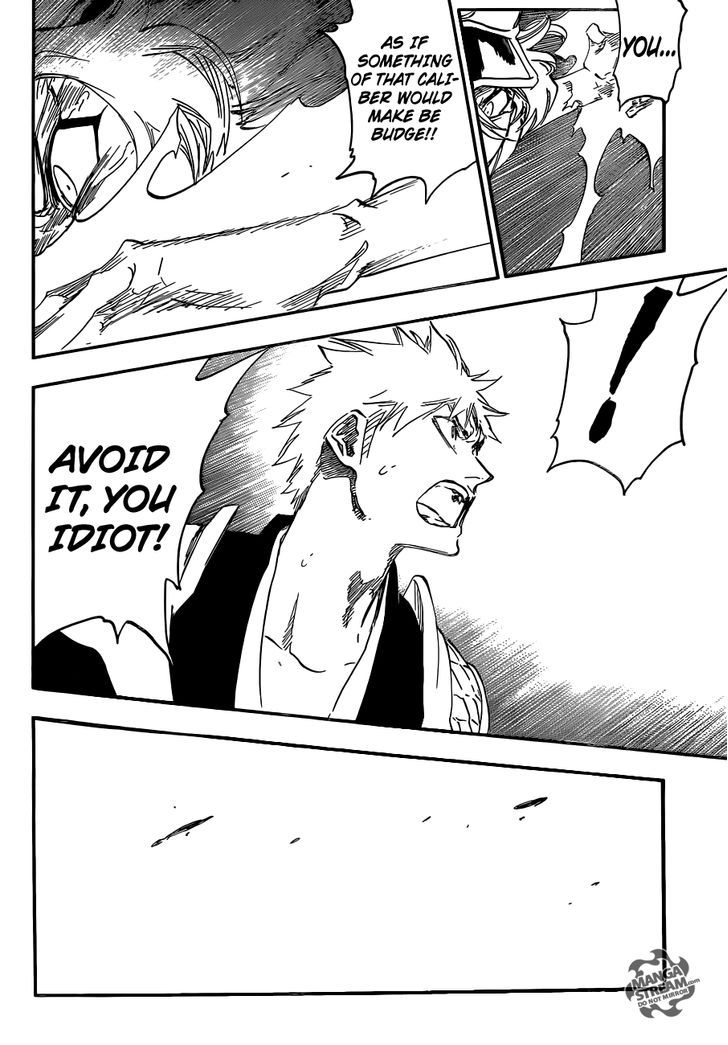 YOU...
AS IF
SOMETHING
OF THAT CALI-
BER WOULD
MAKE BE
BUDGE!!
!
AVOID
IT, YOU
IDIOT!
MANGA
STREAM.com
DO NOT MIRROR